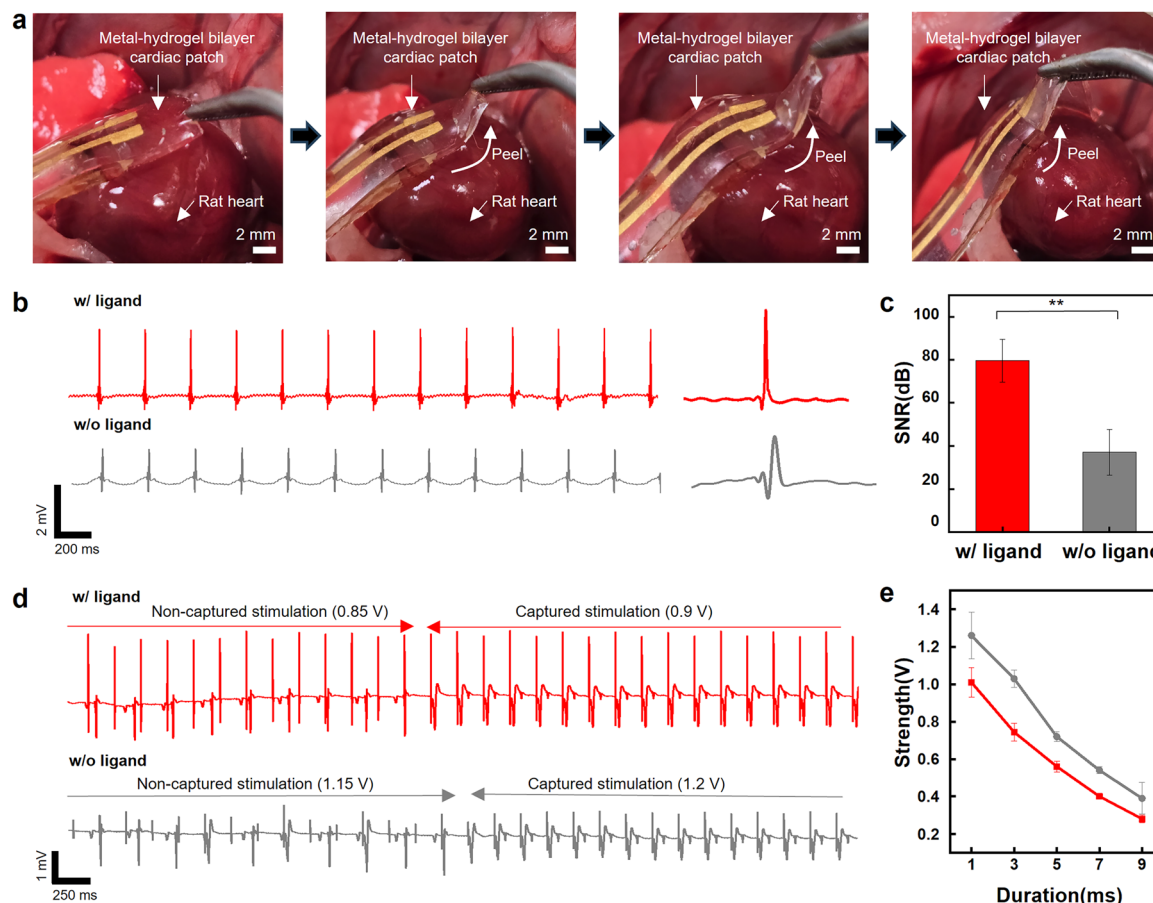 a
Metal-hydrogel bilayer
cardiac patch
Rat heart
2 mm
Metal-hydrogel bilayer
cardiac patch
Peel
Rat heart
2 mm
Metal-hydrogel bilayer
cardiac patch
Peel
Rat heart
2 mm
Metal-hydrogel bilayer
cardiac patch
Peel
Rat heart
2 mm
b
w/ ligand
w/o ligand
2 mV
200 ms
c
**
SNR(dB)
100
80
60
40
20
0
w/ ligand
w/o ligand
d
w/ ligand
Non-captured stimulation (0.85 V)
Captured stimulation (0.9 V)
w/o ligand
Non-captured stimulation (1.15 V)
Captured stimulation (1.2 V)
1 mV
250 ms
e
Strength(V)
1.4
1.2
1.0
0.8
0.6
0.4
0.2
1
3
5
7
9
Duration(ms)